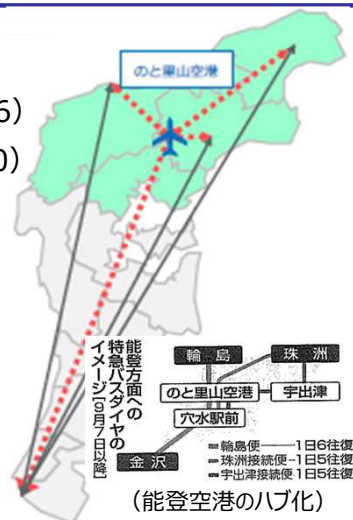 のと里山空港
6）
0）
能登方面への
特急バスダイヤの
イメージ［9月7日以降］
輪島
珠洲
のと里山空港
宇出津
穴水駅前
金沢
輪島便――1日6往復
珠洲接続便－1日5往復
宇出津接続便1日5往復
（能登空港のハブ化）